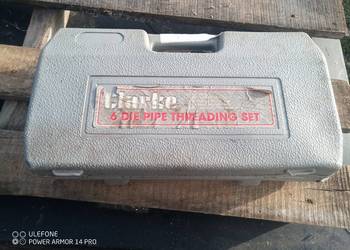 Clarke
6 DIE PIPE THREADING SET
ULEFONE
POWER ARMOR 14 PRO